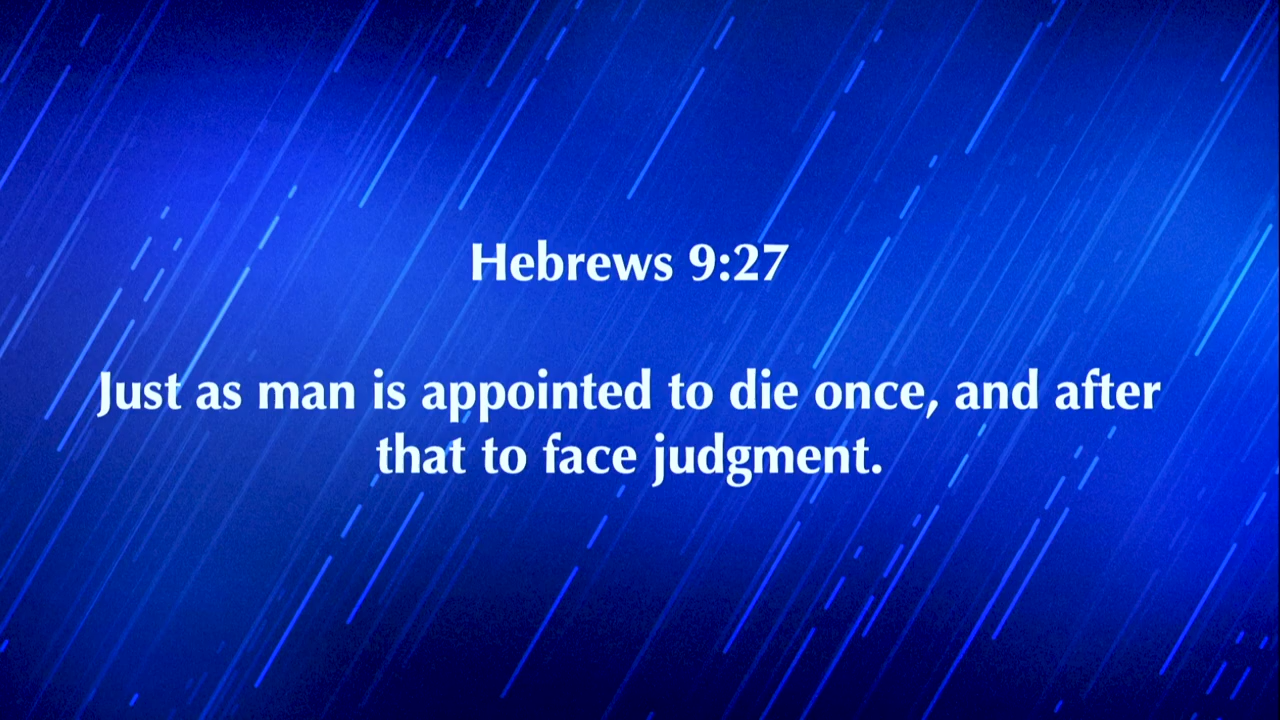 Hebrews 9:27
Just as man is appointed to die once, and after
that to face judgment.